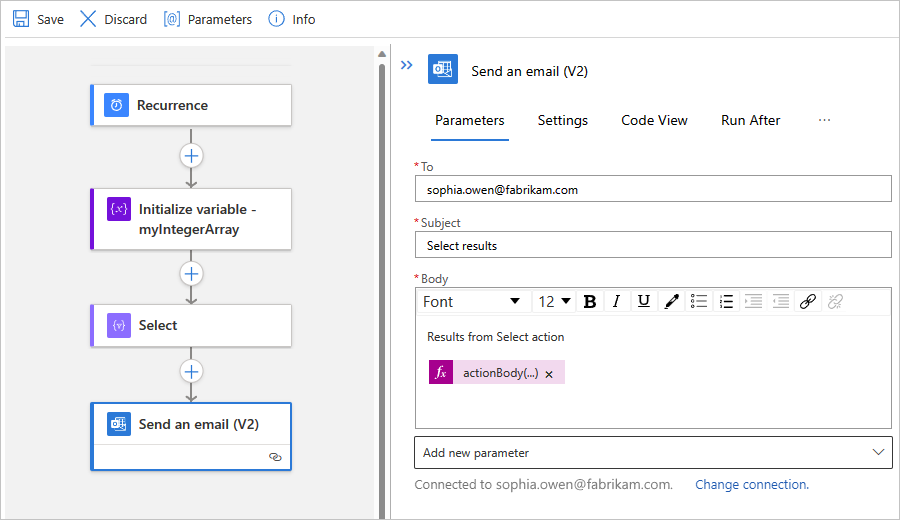 Save Discard Parameters Info
Recurrence
Initialize variable -
myIntegerArray
Select
Send an email (V2)
Send an email (V2)
Parameters Settings Code View Run After ...
* To
sophia.owen@fabrikam.com
* Subject
Select results
* Body
Font 12 B I U
Results from Select action
fx actionBody(...) ×
Add new parameter
Connected to sophia.owen@fabrikam.com. Change connection.